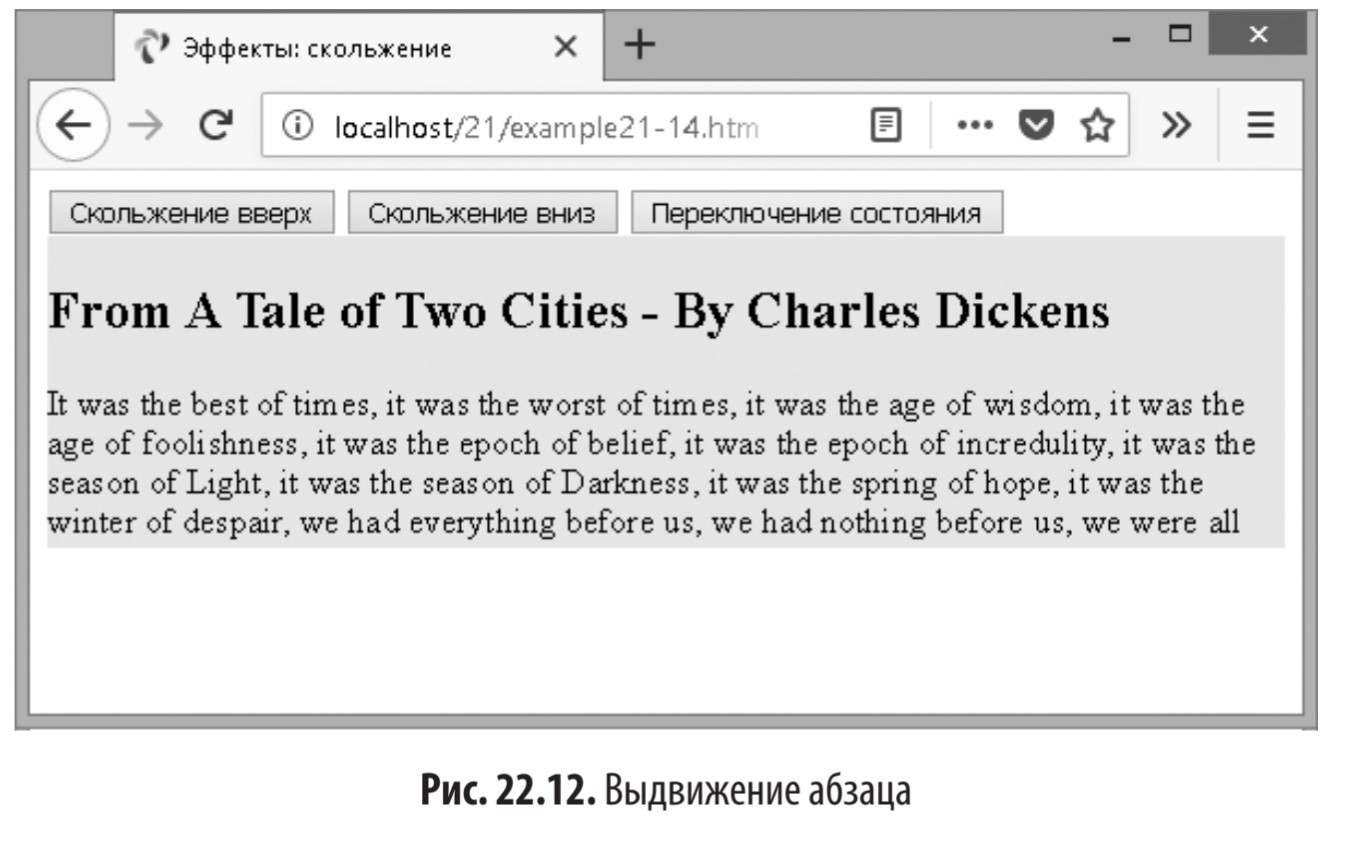 Эффекты: скольжение
localhost/21/example21-14.htm
Скольжение вверх Скольжение вниз Переключение состояния
From A Tale of Two Cities - By Charles Dickens
It was the best of times, it was the worst of times, it was the age of wisdom, it was the
age of foolishness, it was the epoch of belief, it was the epoch of incredulity, it was the
season of Light, it was the season of Darkness, it was the spring of hope, it was the
winter of despair, we had everything before us, we had nothing before us, we were all
Рис. 22.12. Выдвижение абзаца